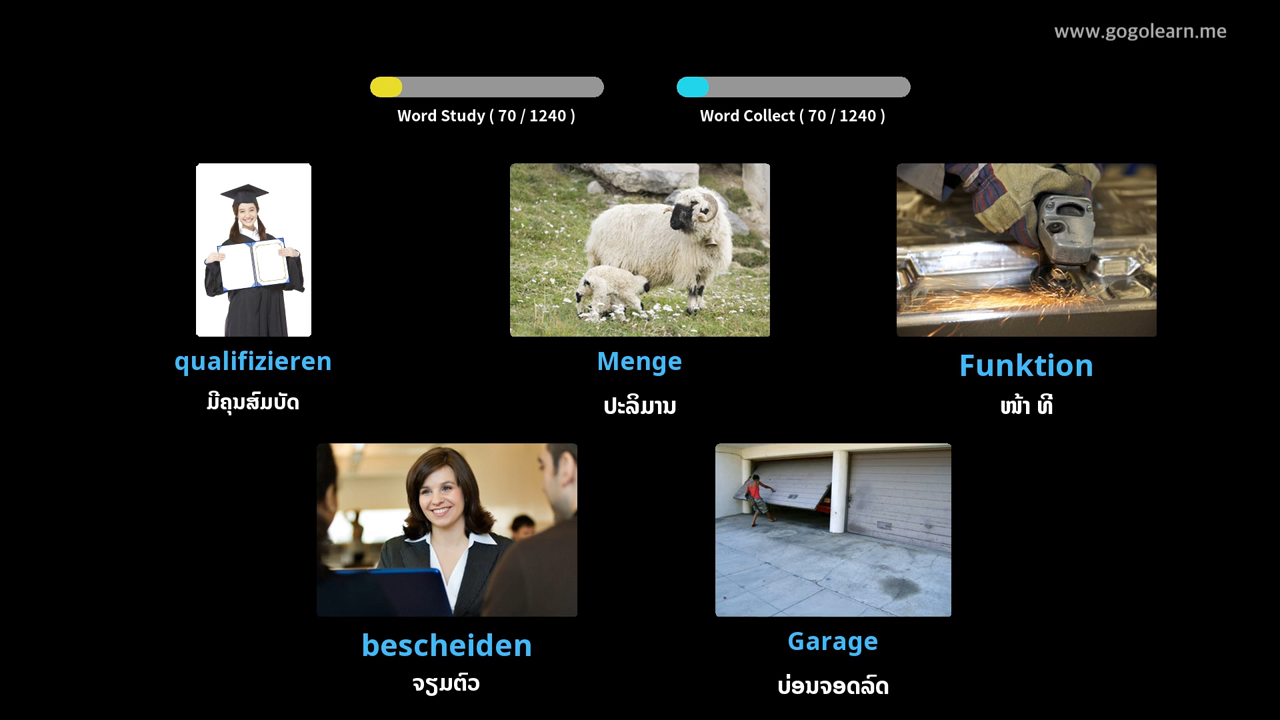 www.gogolearn.me
Word Study ( 70 / 1240 )
Word Collect ( 70 / 1240 )
qualifizieren
Menge
Funktion
ມີຄຸນສົມບັດ
ປະລິມານ
ໜ້າ ທີ່
bescheiden
Garage
ຈຽມຕົວ
ບ່ອນຈອດລົດ